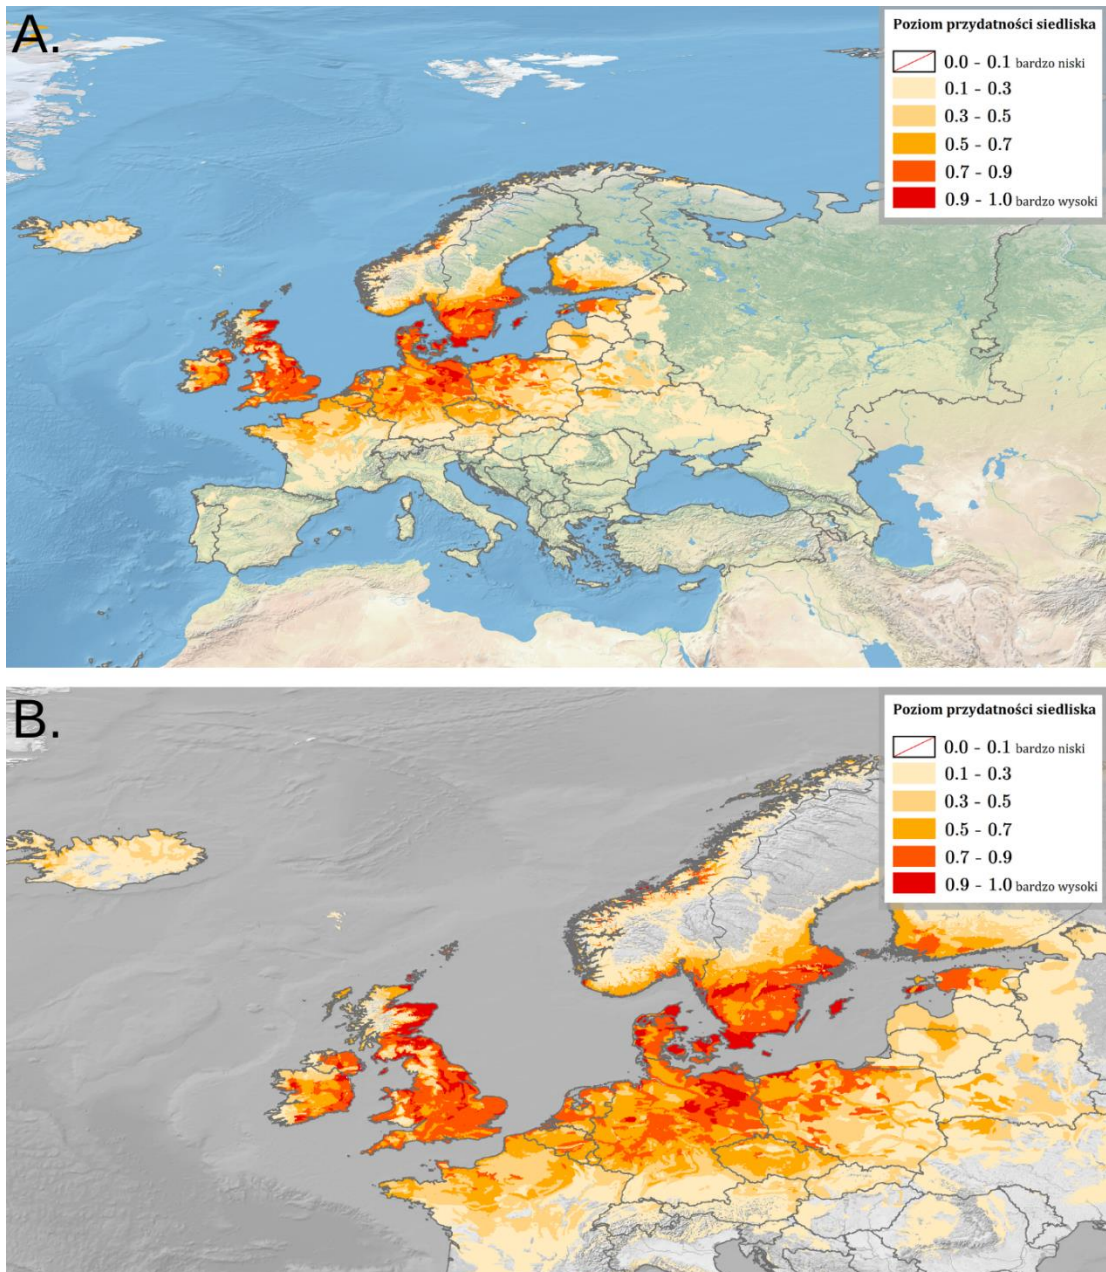 A.
Poziom przydatności siedliska
0.0 - 0.1 bardzo niski
0.1 - 0.3
0.3 - 0.5
0.5 - 0.7
0.7 - 0.9
0.9 - 1.0 bardzo wysoki
B.
Poziom przydatności siedliska
0.0 - 0.1 bardzo niski
0.1 - 0.3
0.3 - 0.5
0.5 - 0.7
0.7 - 0.9
0.9 - 1.0 bardzo wysoki